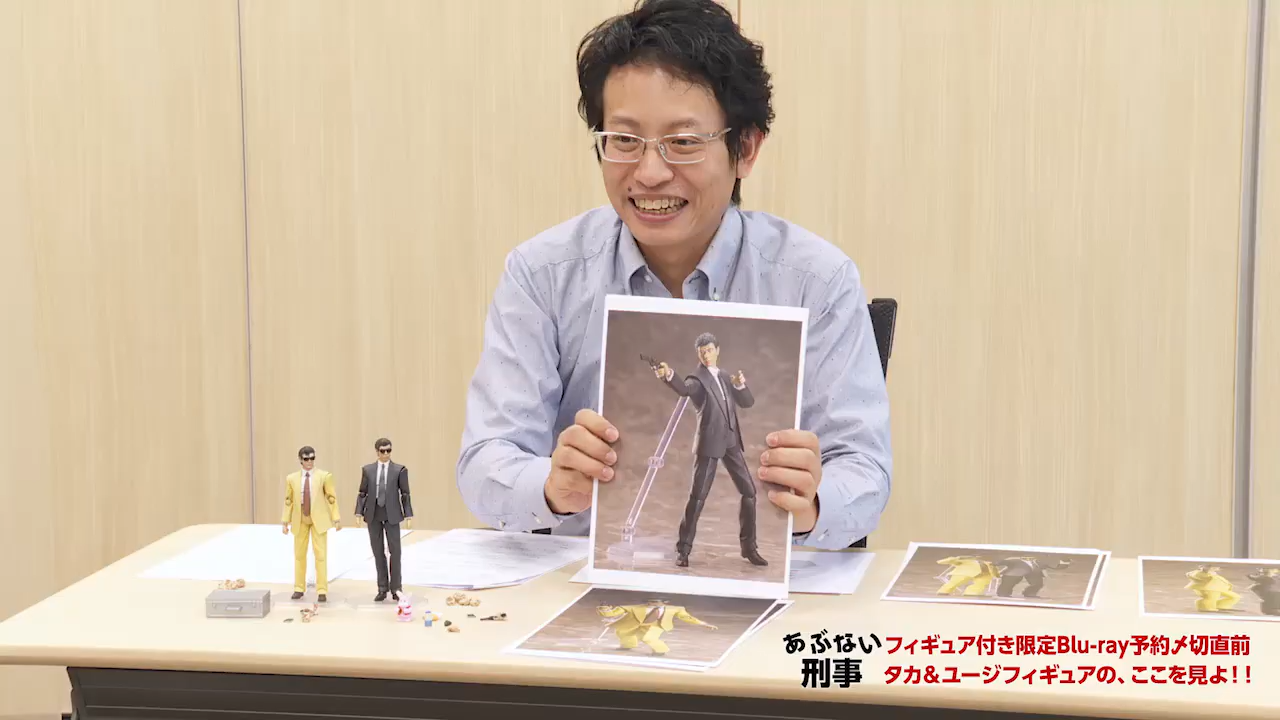 あぶない
刑事
フィギュア付き限定Blu-ray予約〆切直前
タカ&ユージフィギュアの、ここを見よ！！